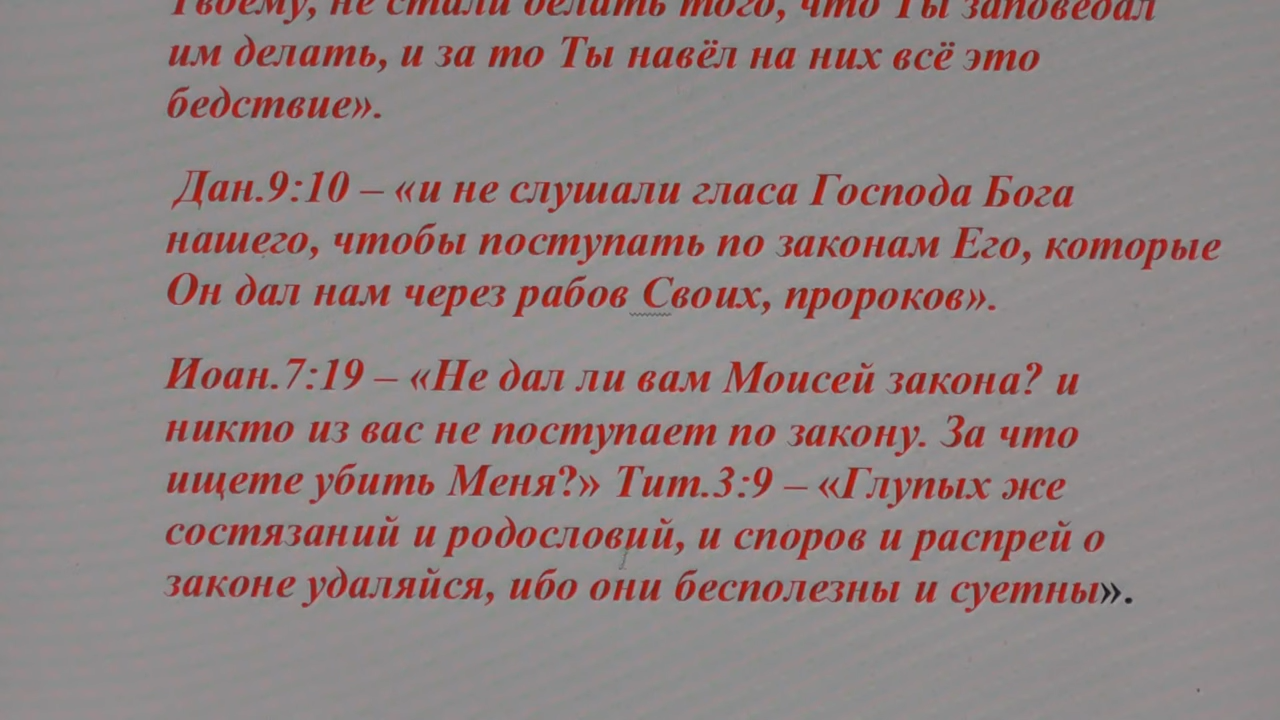 Твоему, не стали делать того, что Ты заповедал
им делать, и за то Ты навёл на них всё это
бедствие».
Дан.9:10 – «и не слушали гласа Господа Бога
нашего, чтобы поступать по законам Его, которые
Он дал нам через рабов Своих, пророков».
Иоан.7:19 – «Не дал ли вам Моисей закона? и
никто из вас не поступает по закону. За что
ищете убить Меня?» Тит.3:9 – «Глупых же
состязаний и родословий, и споров и распрей о
законе удаляйся, ибо они бесполезны и суетны».